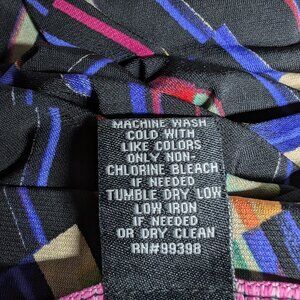 MACHINE WASH
COLD WITH
LIKE COLORS
ONLY NON-
CHLORINE BLEACH
IF NEEDED
TUMBLE DRY LOW
LOW IRON
IF NEEDED
OR DRY CLEAN
RN#99398